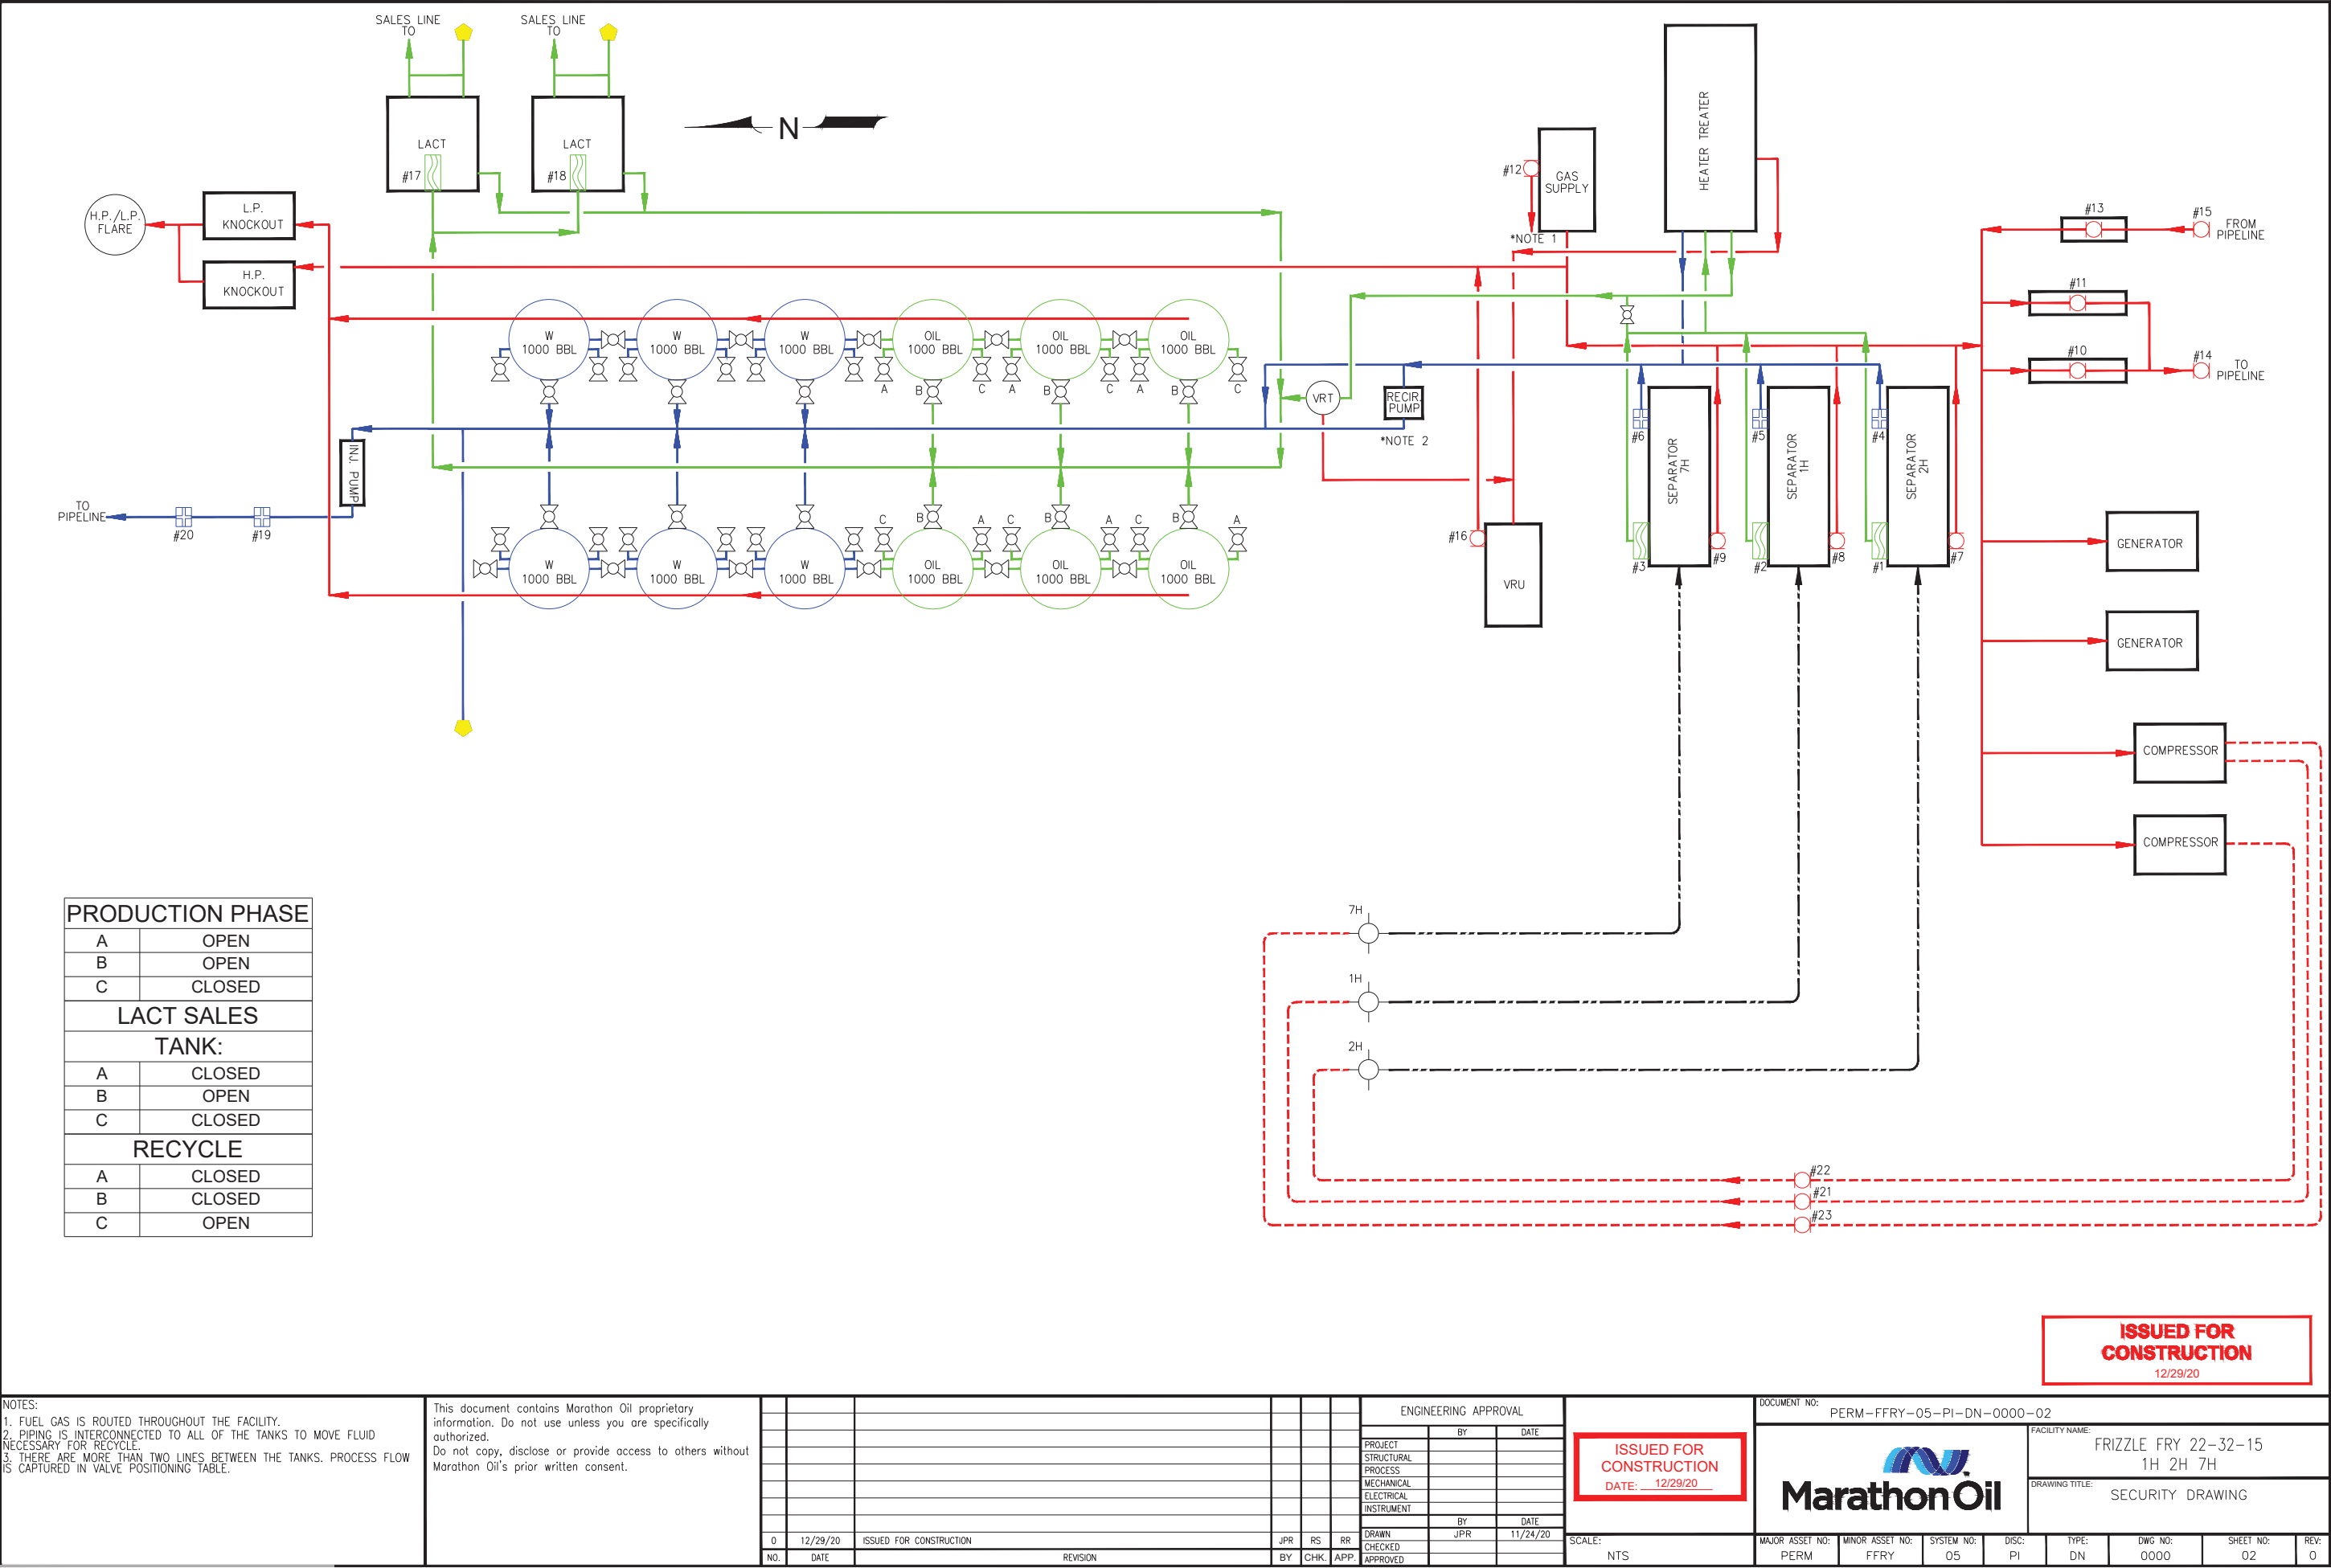 SALES LINE
TO
SALES LINE
TO
LACT
#17
LACT
#18
N
H.P./L.P.
FLARE
L.P.
KNOCKOUT
H.P.
KNOCKOUT
#12
GAS
SUPPLY
*NOTE 1
HEATER TREATER
#13
#15
FROM
PIPELINE
#11
#10
#14
TO
PIPELINE
W
1000 BBL
W
1000 BBL
W
1000 BBL
OIL
1000 BBL
OIL
1000 BBL
OIL
1000 BBL
A
B
C
A
B
C
A
B
C
VRT
RECIR.
PUMP
*NOTE 2
#6
#5
#4
SEPARATOR
7H
SEPARATOR
1H
SEPARATOR
2H
INJ. PUMP
TO
PIPELINE
#20
#19
C
B
A
C
B
A
C
B
A
W
1000 BBL
W
1000 BBL
W
1000 BBL
OIL
1000 BBL
OIL
1000 BBL
OIL
1000 BBL
#16
VRU
#3
#9
#2
#8
#1
#7
GENERATOR
GENERATOR
COMPRESSOR
COMPRESSOR
7H
1H
2H
#22
#21
#23
PRODUCTION PHASE
A OPEN
B OPEN
C CLOSED
LACT SALES
TANK:
A CLOSED
B OPEN
C CLOSED
RECYCLE
A CLOSED
B CLOSED
C OPEN
ISSUED FOR
CONSTRUCTION
12/29/20
NOTES:
1. FUEL GAS IS ROUTED THROUGHOUT THE FACILITY.
2. PIPING IS INTERCONNECTED TO ALL OF THE TANKS TO MOVE FLUID
NECESSARY FOR RECYCLE.
3. THERE ARE MORE THAN TWO LINES BETWEEN THE TANKS. PROCESS FLOW
IS CAPTURED IN VALVE POSITIONING TABLE.
This document contains Marathon Oil proprietary
information. Do not use unless you are specifically
authorized.
Do not copy, disclose or provide access to others without
Marathon Oil's prior written consent.
0 12/29/20 ISSUED FOR CONSTRUCTION JPR RS RR
NO. DATE REVISION BY CHK. APP.
ENGINEERING APPROVAL
BY DATE
PROJECT
STRUCTURAL
PROCESS
MECHANICAL
ELECTRICAL
INSTRUMENT
BY DATE
DRAWN JPR 11/24/20
CHECKED
APPROVED
ISSUED FOR
CONSTRUCTION
DATE: 12/29/20
SCALE:
NTS
DOCUMENT NO:
PERM-FFRY-05-PI-DN-0000-02
Marathon Oil
™
FACILITY NAME:
FRIZZLE FRY 22-32-15
1H 2H 7H
DRAWING TITLE:
SECURITY DRAWING
MAJOR ASSET NO: MINOR ASSET NO: SYSTEM NO: DISC: TYPE: DWG NO: SHEET NO: REV:
PERM FFRY 05 PI DN 0000 02 0